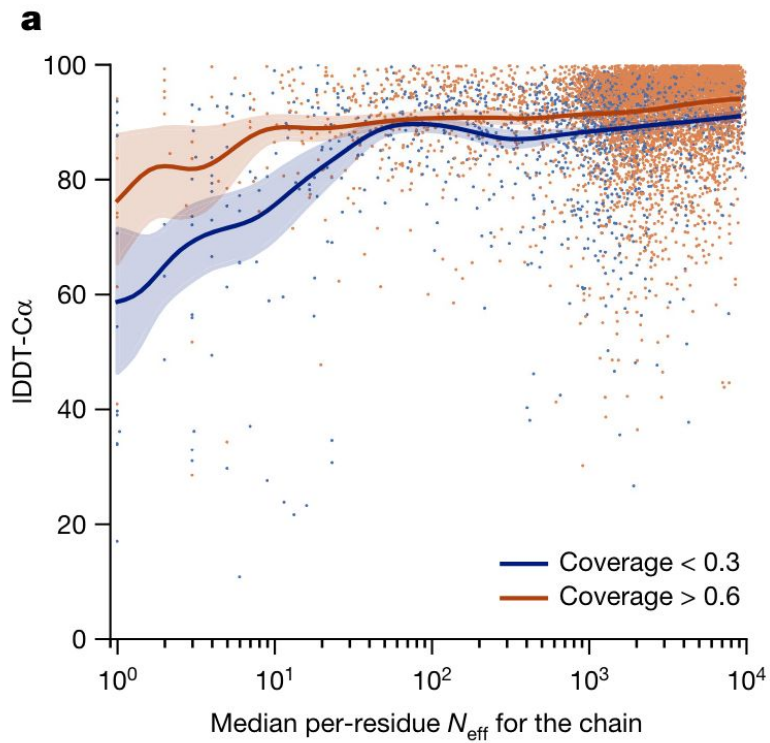 a
100
80
60
40
20
0
lDDT-Cα
Coverage < 0.3
Coverage > 0.6
10⁰ 10¹ 10² 10³ 10⁴
Median per-residue N_eff for the chain